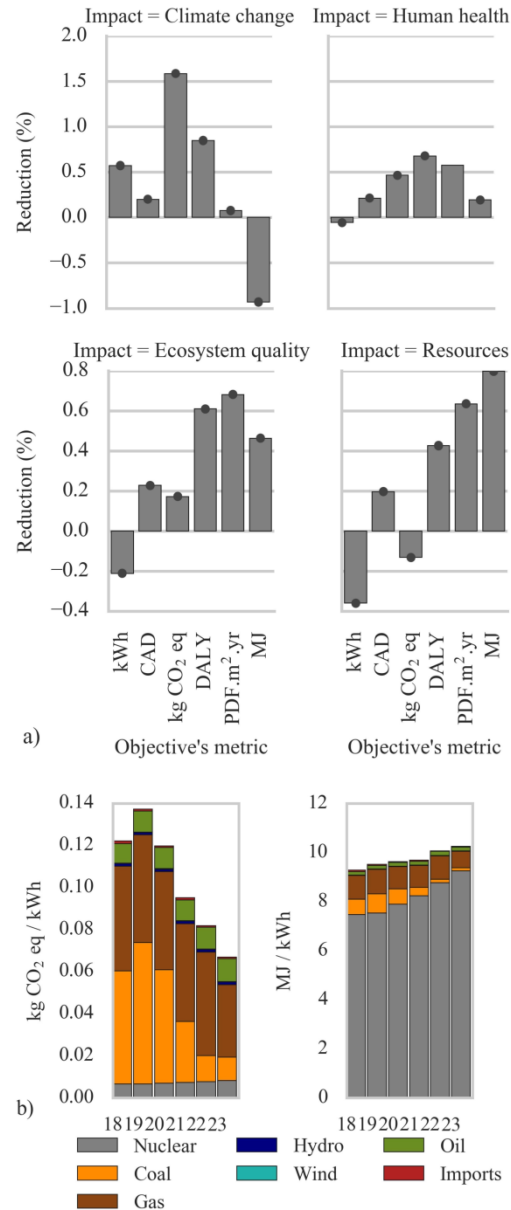 Impact = Climate change
Impact = Human health
2.0
1.5
1.0
0.5
0.0
−0.5
−1.0
Reduction (%)
Impact = Ecosystem quality
Impact = Resources
0.8
0.6
0.4
0.2
0.0
−0.2
−0.4
Reduction (%)
kWh
CAD
kg CO2 eq
DALY
PDF.m².yr
MJ
kWh
CAD
kg CO2 eq
DALY
PDF.m².yr
MJ
a)
Objective's metric
Objective's metric
0.14
0.12
0.10
0.08
0.06
0.04
0.02
0.00
kg CO2 eq / kWh
12
10
8
6
4
2
0
MJ / kWh
18 19 20 21 22 23
18 19 20 21 22 23
b)
Nuclear
Hydro
Oil
Coal
Wind
Imports
Gas